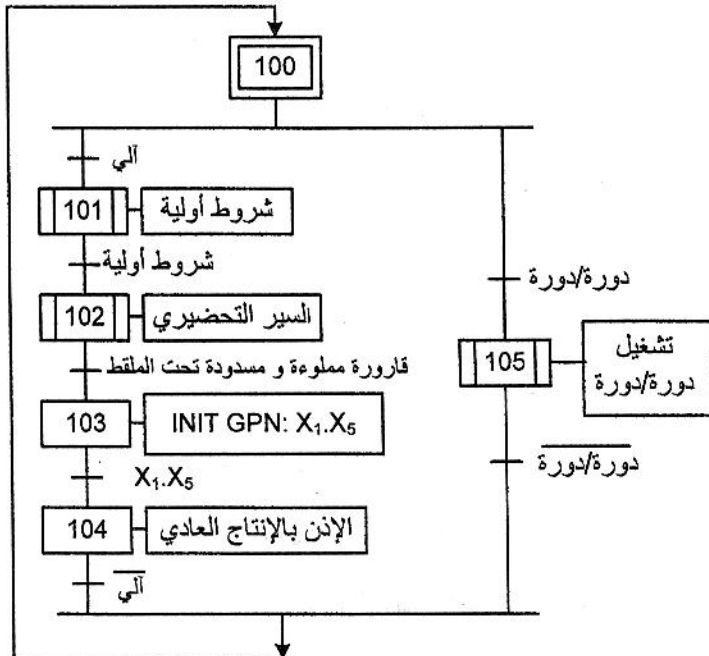 100
آلي
101
شروط أولية
شروط أولية
دورة/دورة
102
السير التحضيري
قارورة مملوءة و مسدودة تحت الملقط
105
تشغيل
دورة/دورة
103
INIT GPN: X₁.X₅
X₁.X₅
دورة/دورة
104
الإذن بالإنتاج العادي
آلي